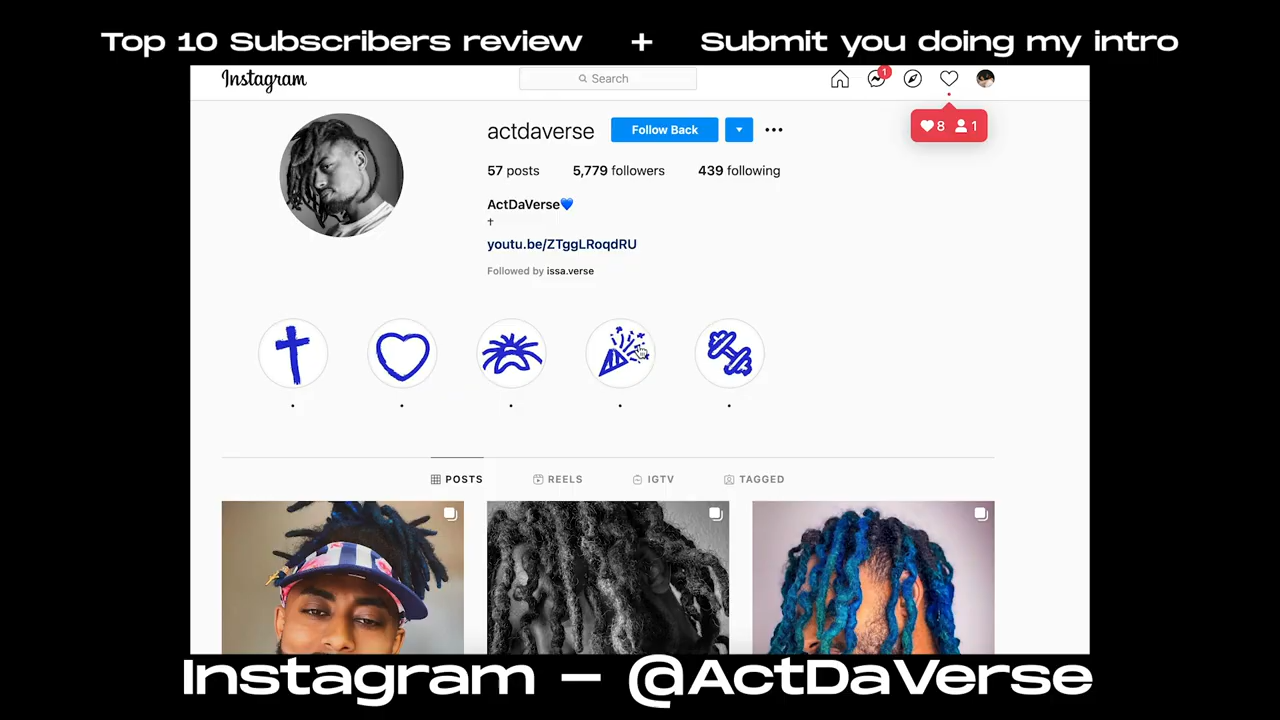 Top 10 Subscribers review + Submit you doing my intro
Instagram
Search
1
8 1
actdaverse Follow Back
57 posts 5,779 followers 439 following
ActDaVerse💙
✝
youtu.be/ZTggLRoqdRU
Followed by issa.verse
POSTS REELS IGTV TAGGED
Instagram – @ActDaVerse